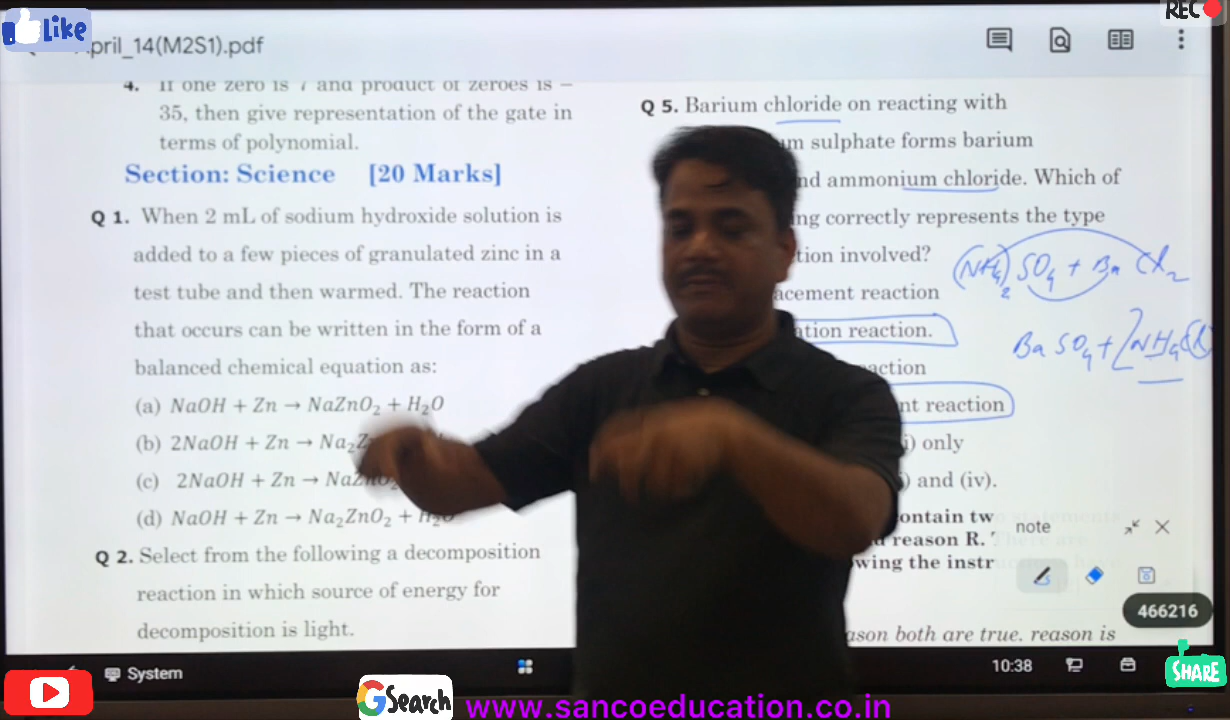 Like
REC
April_14(M2S1).pdf
4. If one zero is 7 and product of zeroes is –
35, then give representation of the gate in
terms of polynomial.
Section: Science [20 Marks]
Q 1. When 2 mL of sodium hydroxide solution is
added to a few pieces of granulated zinc in a
test tube and then warmed. The reaction
that occurs can be written in the form of a
balanced chemical equation as:
(a) NaOH + Zn → NaZnO₂ + H₂O
(b) 2NaOH + Zn → Na₂Z
(c) 2NaOH + Zn → NaZnO₂
(d) NaOH + Zn → Na₂ZnO₂ + H₂O
Q 2. Select from the following a decomposition
reaction in which source of energy for
decomposition is light.
Q 5. Barium chloride on reacting with
m sulphate forms barium
nd ammonium chloride. Which of
ng correctly represents the type
tion involved?
acement reaction
ation reaction.
action
nt reaction
i) only
) and (iv).
(NH₄)₂ SO₄ + Ba Cl₂
Ba SO₄ + 2NH₄Cl
ontain tw
d reason R.
wing the instr
ason both are true. reason is
note
466216
System
10:38
SHARE
GSearch
www.sancoeducation.co.in